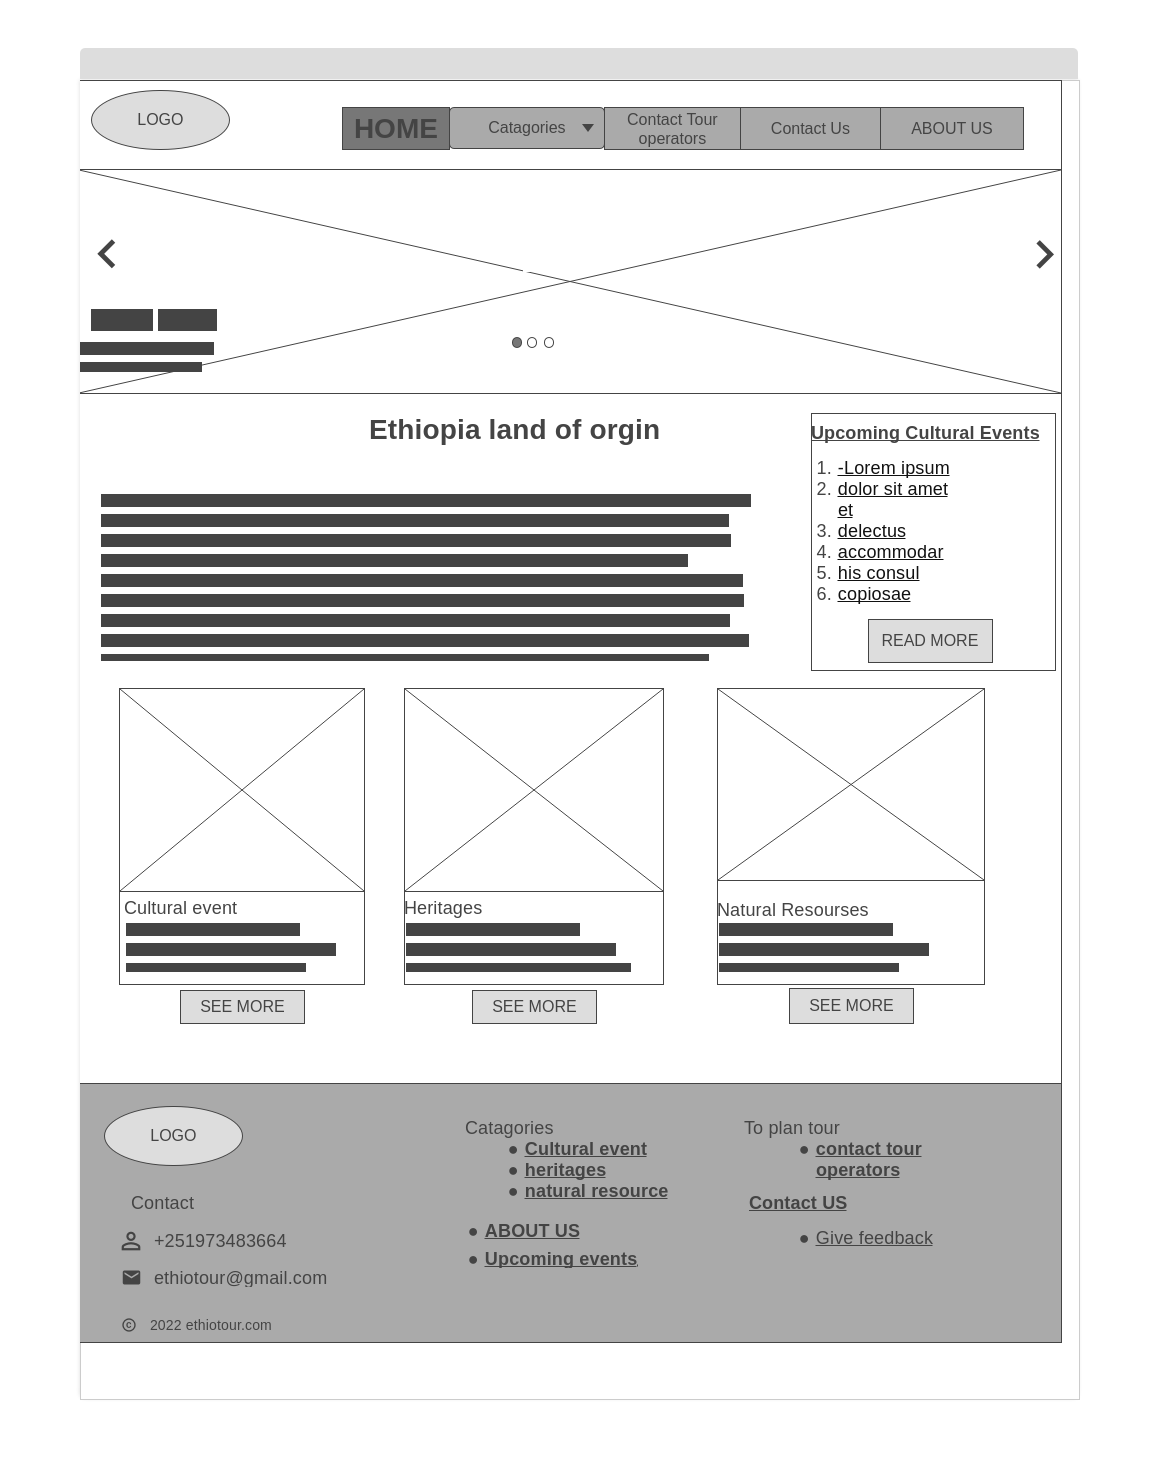 LOGO
HOME
Catagories
Contact Tour
operators
Contact Us
ABOUT US
Ethiopia land of orgin
Upcoming Cultural Events
1. -Lorem ipsum
2. dolor sit amet
et
3. delectus
4. accommodar
5. his consul
6. copiosae
READ MORE
Cultural event
Heritages
Natural Resourses
SEE MORE
SEE MORE
SEE MORE
LOGO
Contact
+251973483664
ethiotour@gmail.com
© 2022 ethiotour.com
Catagories
● Cultural event
● heritages
● natural resource
● ABOUT US
● Upcoming events
To plan tour
● contact tour
operators
Contact US
● Give feedback